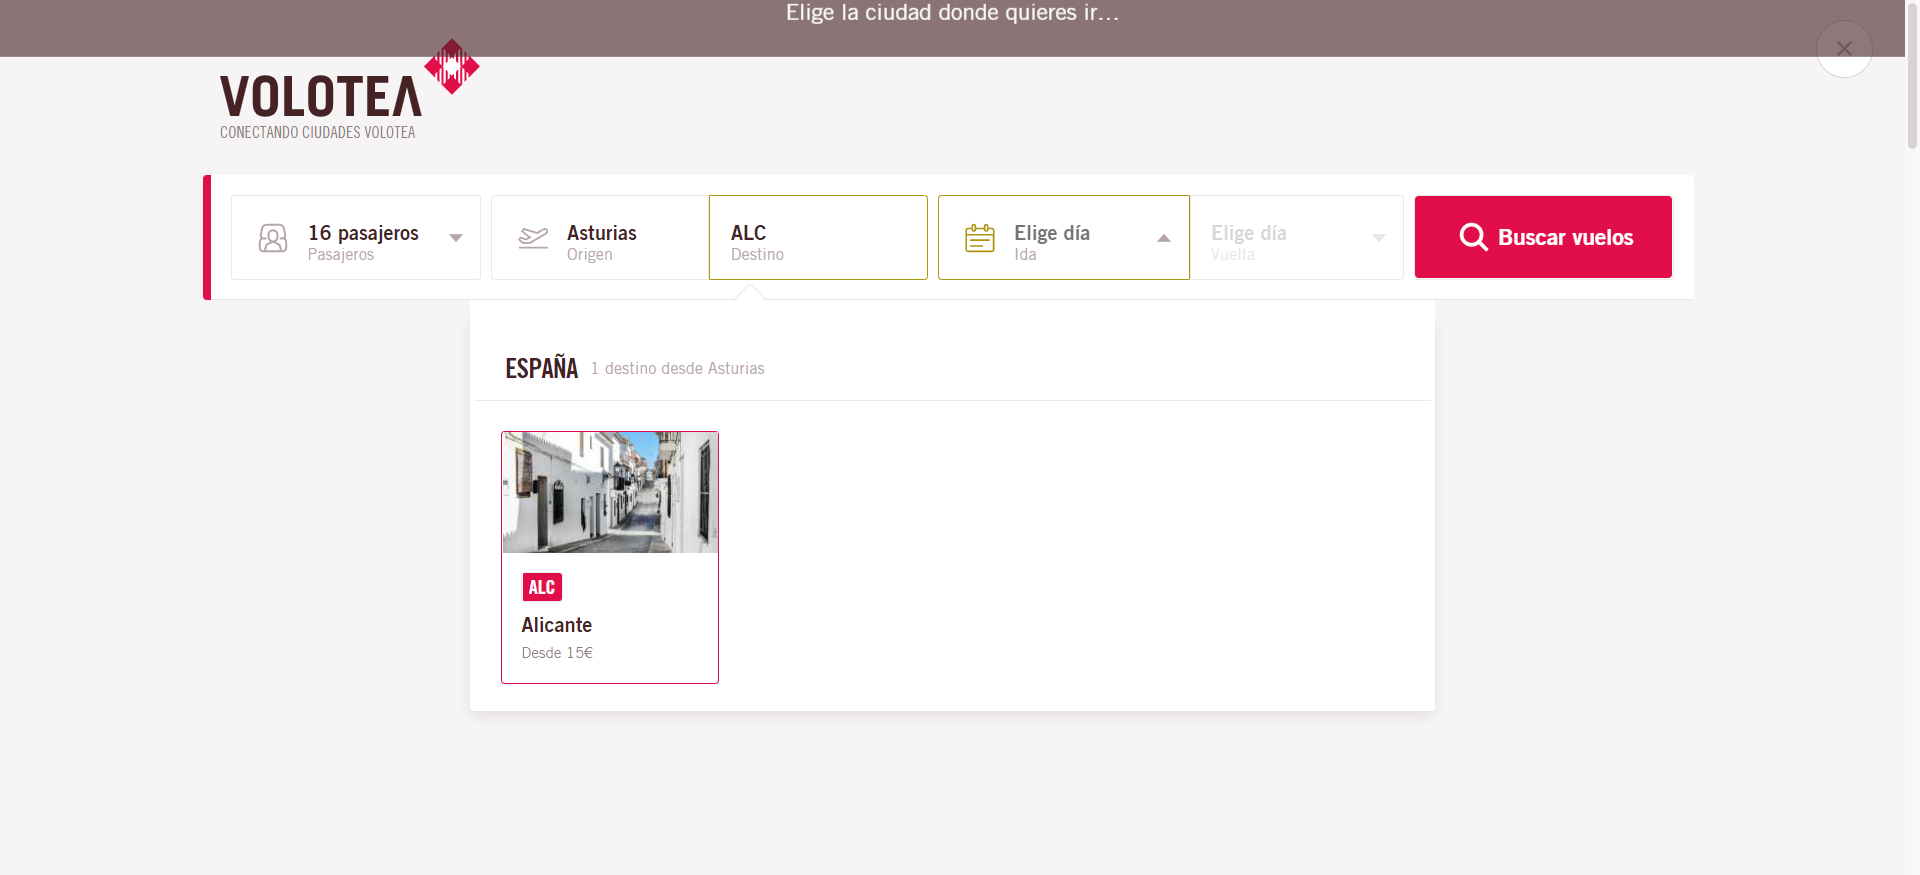 Elige la ciudad donde quieres ir...
VOLOTEA
CONECTANDO CIUDADES VOLOTEA
16 pasajeros
Pasajeros
Asturias
Origen
ALC
Destino
Elige día
Ida
Elige día
Vuelta
Buscar vuelos
ESPAÑA 1 destino desde Asturias
ALC
Alicante
Desde 15€